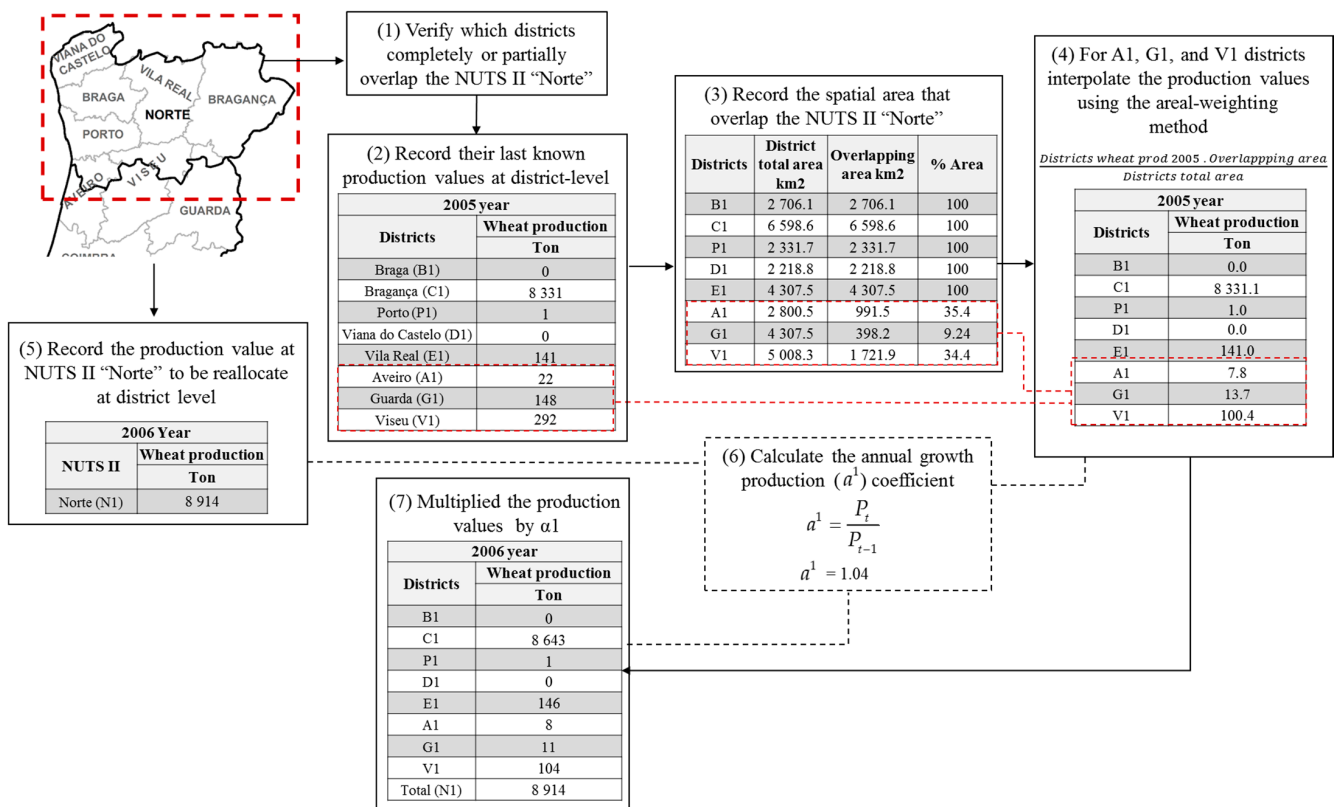 VIANA DO
CASTELO
BRAGA
VILA REAL
BRAGANÇA
NORTE
PORTO
AVEIRO
VISEU
GUARDA
COIMBRA
(1) Verify which districts
completely or partially
overlap the NUTS II “Norte”
(2) Record their last known
production values at district-level
2005 year
Districts Wheat production
Ton
Braga (B1) 0
Bragança (C1) 8 331
Porto (P1) 1
Viana do Castelo (D1) 0
Vila Real (E1) 141
Aveiro (A1) 22
Guarda (G1) 148
Viseu (V1) 292
(3) Record the spatial area that
overlap the NUTS II “Norte”
Districts District total area km2 Overlapping area km2 % Area
B1 2 706.1 2 706.1 100
C1 6 598.6 6 598.6 100
P1 2 331.7 2 331.7 100
D1 2 218.8 2 218.8 100
E1 4 307.5 4 307.5 100
A1 2 800.5 991.5 35.4
G1 4 307.5 398.2 9.24
V1 5 008.3 1 721.9 34.4
(4) For A1, G1, and V1 districts
interpolate the production values
using the areal-weighting
method
Districts wheat prod 2005 . Overlappping area
Districts total area
2005 year
Districts Wheat production
Ton
B1 0.0
C1 8 331.1
P1 1.0
D1 0.0
E1 141.0
A1 7.8
G1 13.7
V1 100.4
(5) Record the production value at
NUTS II “Norte” to be reallocate
at district level
2006 Year
NUTS II Wheat production
Ton
Norte (N1) 8 914
(6) Calculate the annual growth
production (a¹) coefficient
a¹ = Pₜ / Pₜ₋₁
a¹ = 1.04
(7) Multiplied the production
values by α1
2006 year
Districts Wheat production
Ton
B1 0
C1 8 643
P1 1
D1 0
E1 146
A1 8
G1 11
V1 104
Total (N1) 8 914